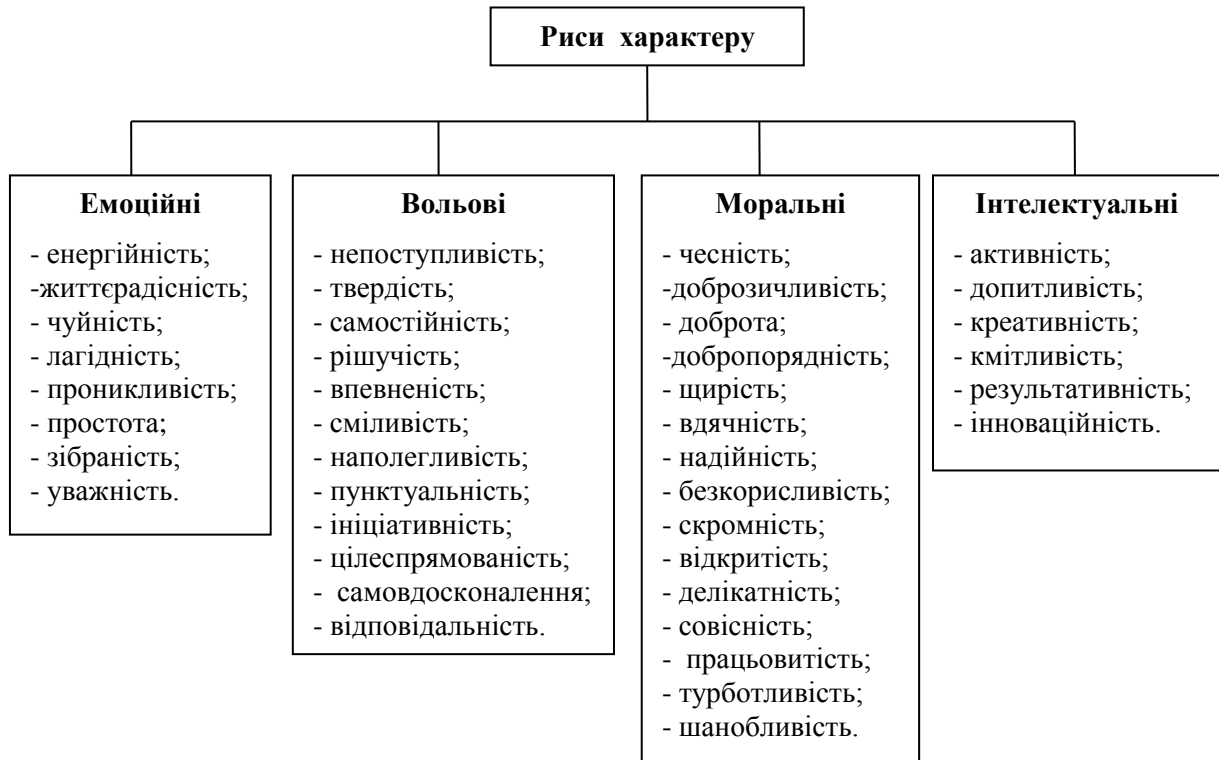 Риси характеру
Емоційні
- енергійність;
-життєрадісність;
- чуйність;
- лагідність;
- проникливість;
- простота;
- зібраність;
- уважність.
Вольові
- непоступливість;
- твердість;
- самостійність;
- рішучість;
- впевненість;
- сміливість;
- наполегливість;
- пунктуальність;
- ініціативність;
- цілеспрямованість;
- самовдосконалення;
- відповідальність.
Моральні
- чесність;
-доброзичливість;
- доброта;
-добропорядність;
- щирість;
- вдячність;
- надійність;
- безкорисливість;
- скромність;
- відкритість;
- делікатність;
- совісність;
- працьовитість;
- турботливість;
- шанобливість.
Інтелектуальні
- активність;
- допитливість;
- креативність;
- кмітливість;
- результативність;
- інноваційність.